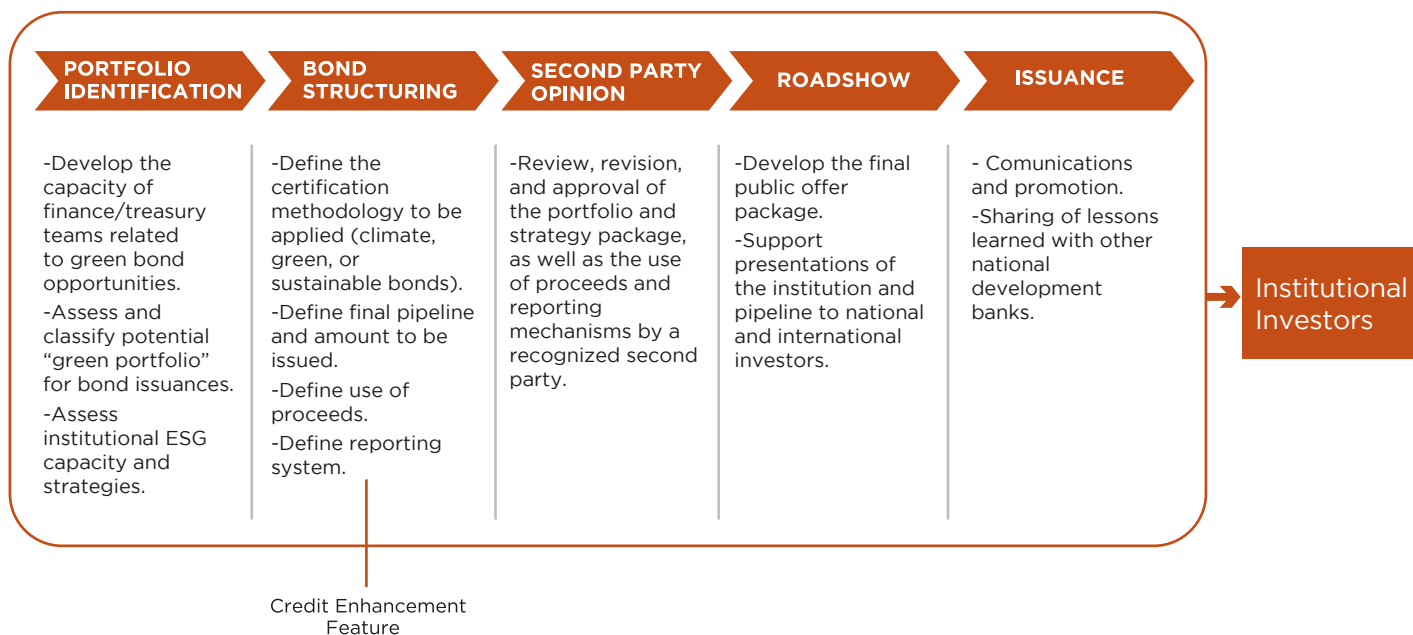 PORTFOLIO
IDENTIFICATION
BOND
STRUCTURING
SECOND PARTY
OPINION
ROADSHOW
ISSUANCE
-Develop the
capacity of
finance/treasury
teams related
to green bond
opportunities.
-Assess and
classify potential
“green portfolio”
for bond issuances.
-Assess
institutional ESG
capacity and
strategies.
-Define the
certification
methodology to be
applied (climate,
green, or
sustainable bonds).
-Define final pipeline
and amount to be
issued.
-Define use of
proceeds.
-Define reporting
system.
-Review, revision,
and approval of
the portfolio and
strategy package,
as well as the use
of proceeds and
reporting
mechanisms by a
recognized second
party.
-Develop the final
public offer
package.
-Support
presentations of
the institution and
pipeline to national
and international
investors.
- Comunications
and promotion.
-Sharing of lessons
learned with other
national
development
banks.
Institutional
Investors
Credit Enhancement
Feature